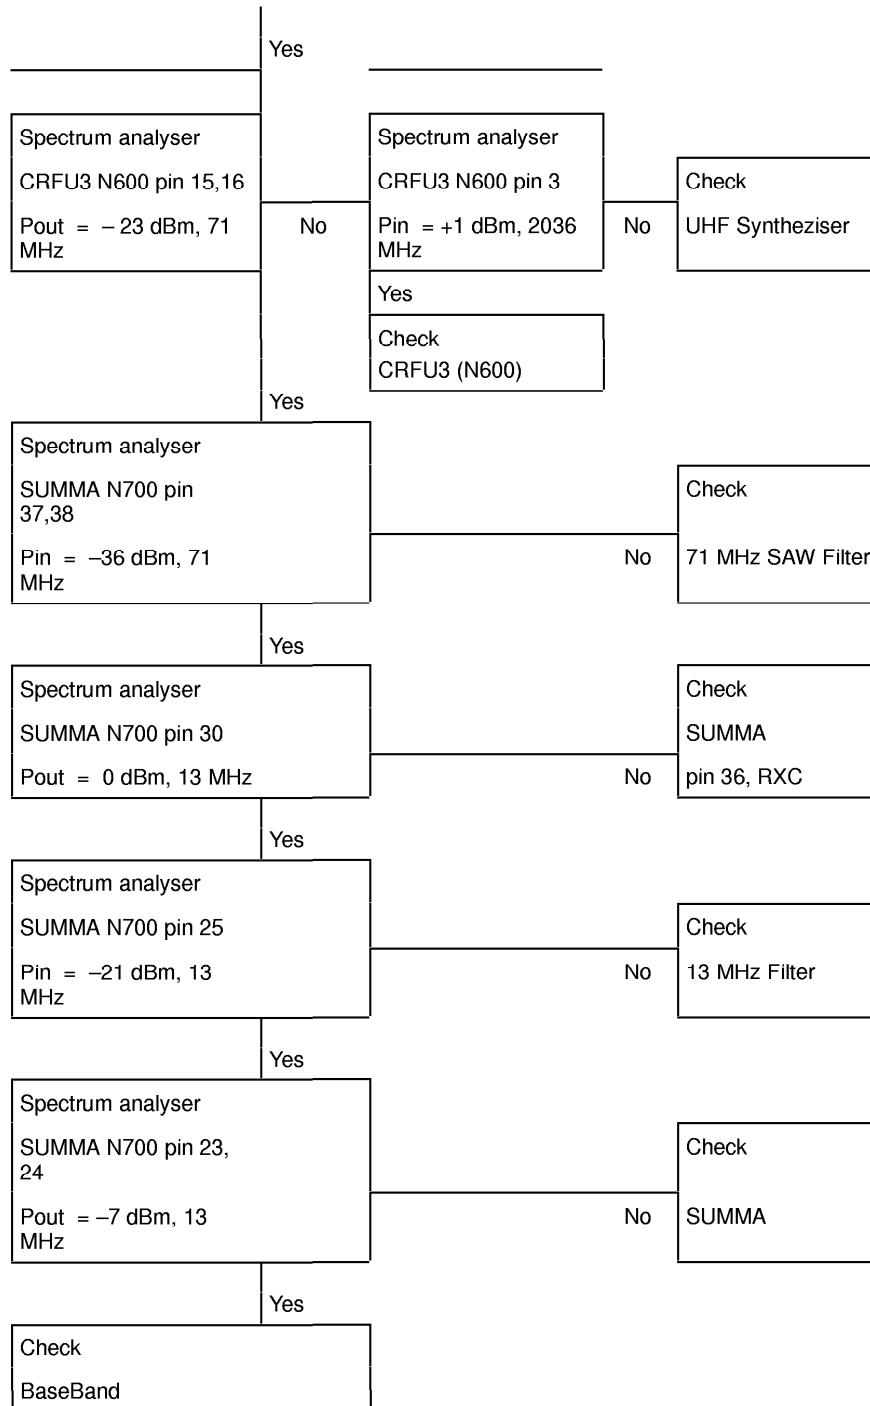 Yes
Spectrum analyser
CRFU3 N600 pin 15,16
Pout = – 23 dBm, 71
MHz
No
Spectrum analyser
CRFU3 N600 pin 3
Pin = +1 dBm, 2036
MHz
No
Check
UHF Syntheziser
Yes
Check
CRFU3 (N600)
Yes
Spectrum analyser
SUMMA N700 pin
37,38
Pin = –36 dBm, 71
MHz
No
Check
71 MHz SAW Filter
Yes
Spectrum analyser
SUMMA N700 pin 30
Pout = 0 dBm, 13 MHz
No
Check
SUMMA
pin 36, RXC
Yes
Spectrum analyser
SUMMA N700 pin 25
Pin = –21 dBm, 13
MHz
No
Check
13 MHz Filter
Yes
Spectrum analyser
SUMMA N700 pin 23,
24
Pout = –7 dBm, 13
MHz
No
Check
SUMMA
Yes
Check
BaseBand